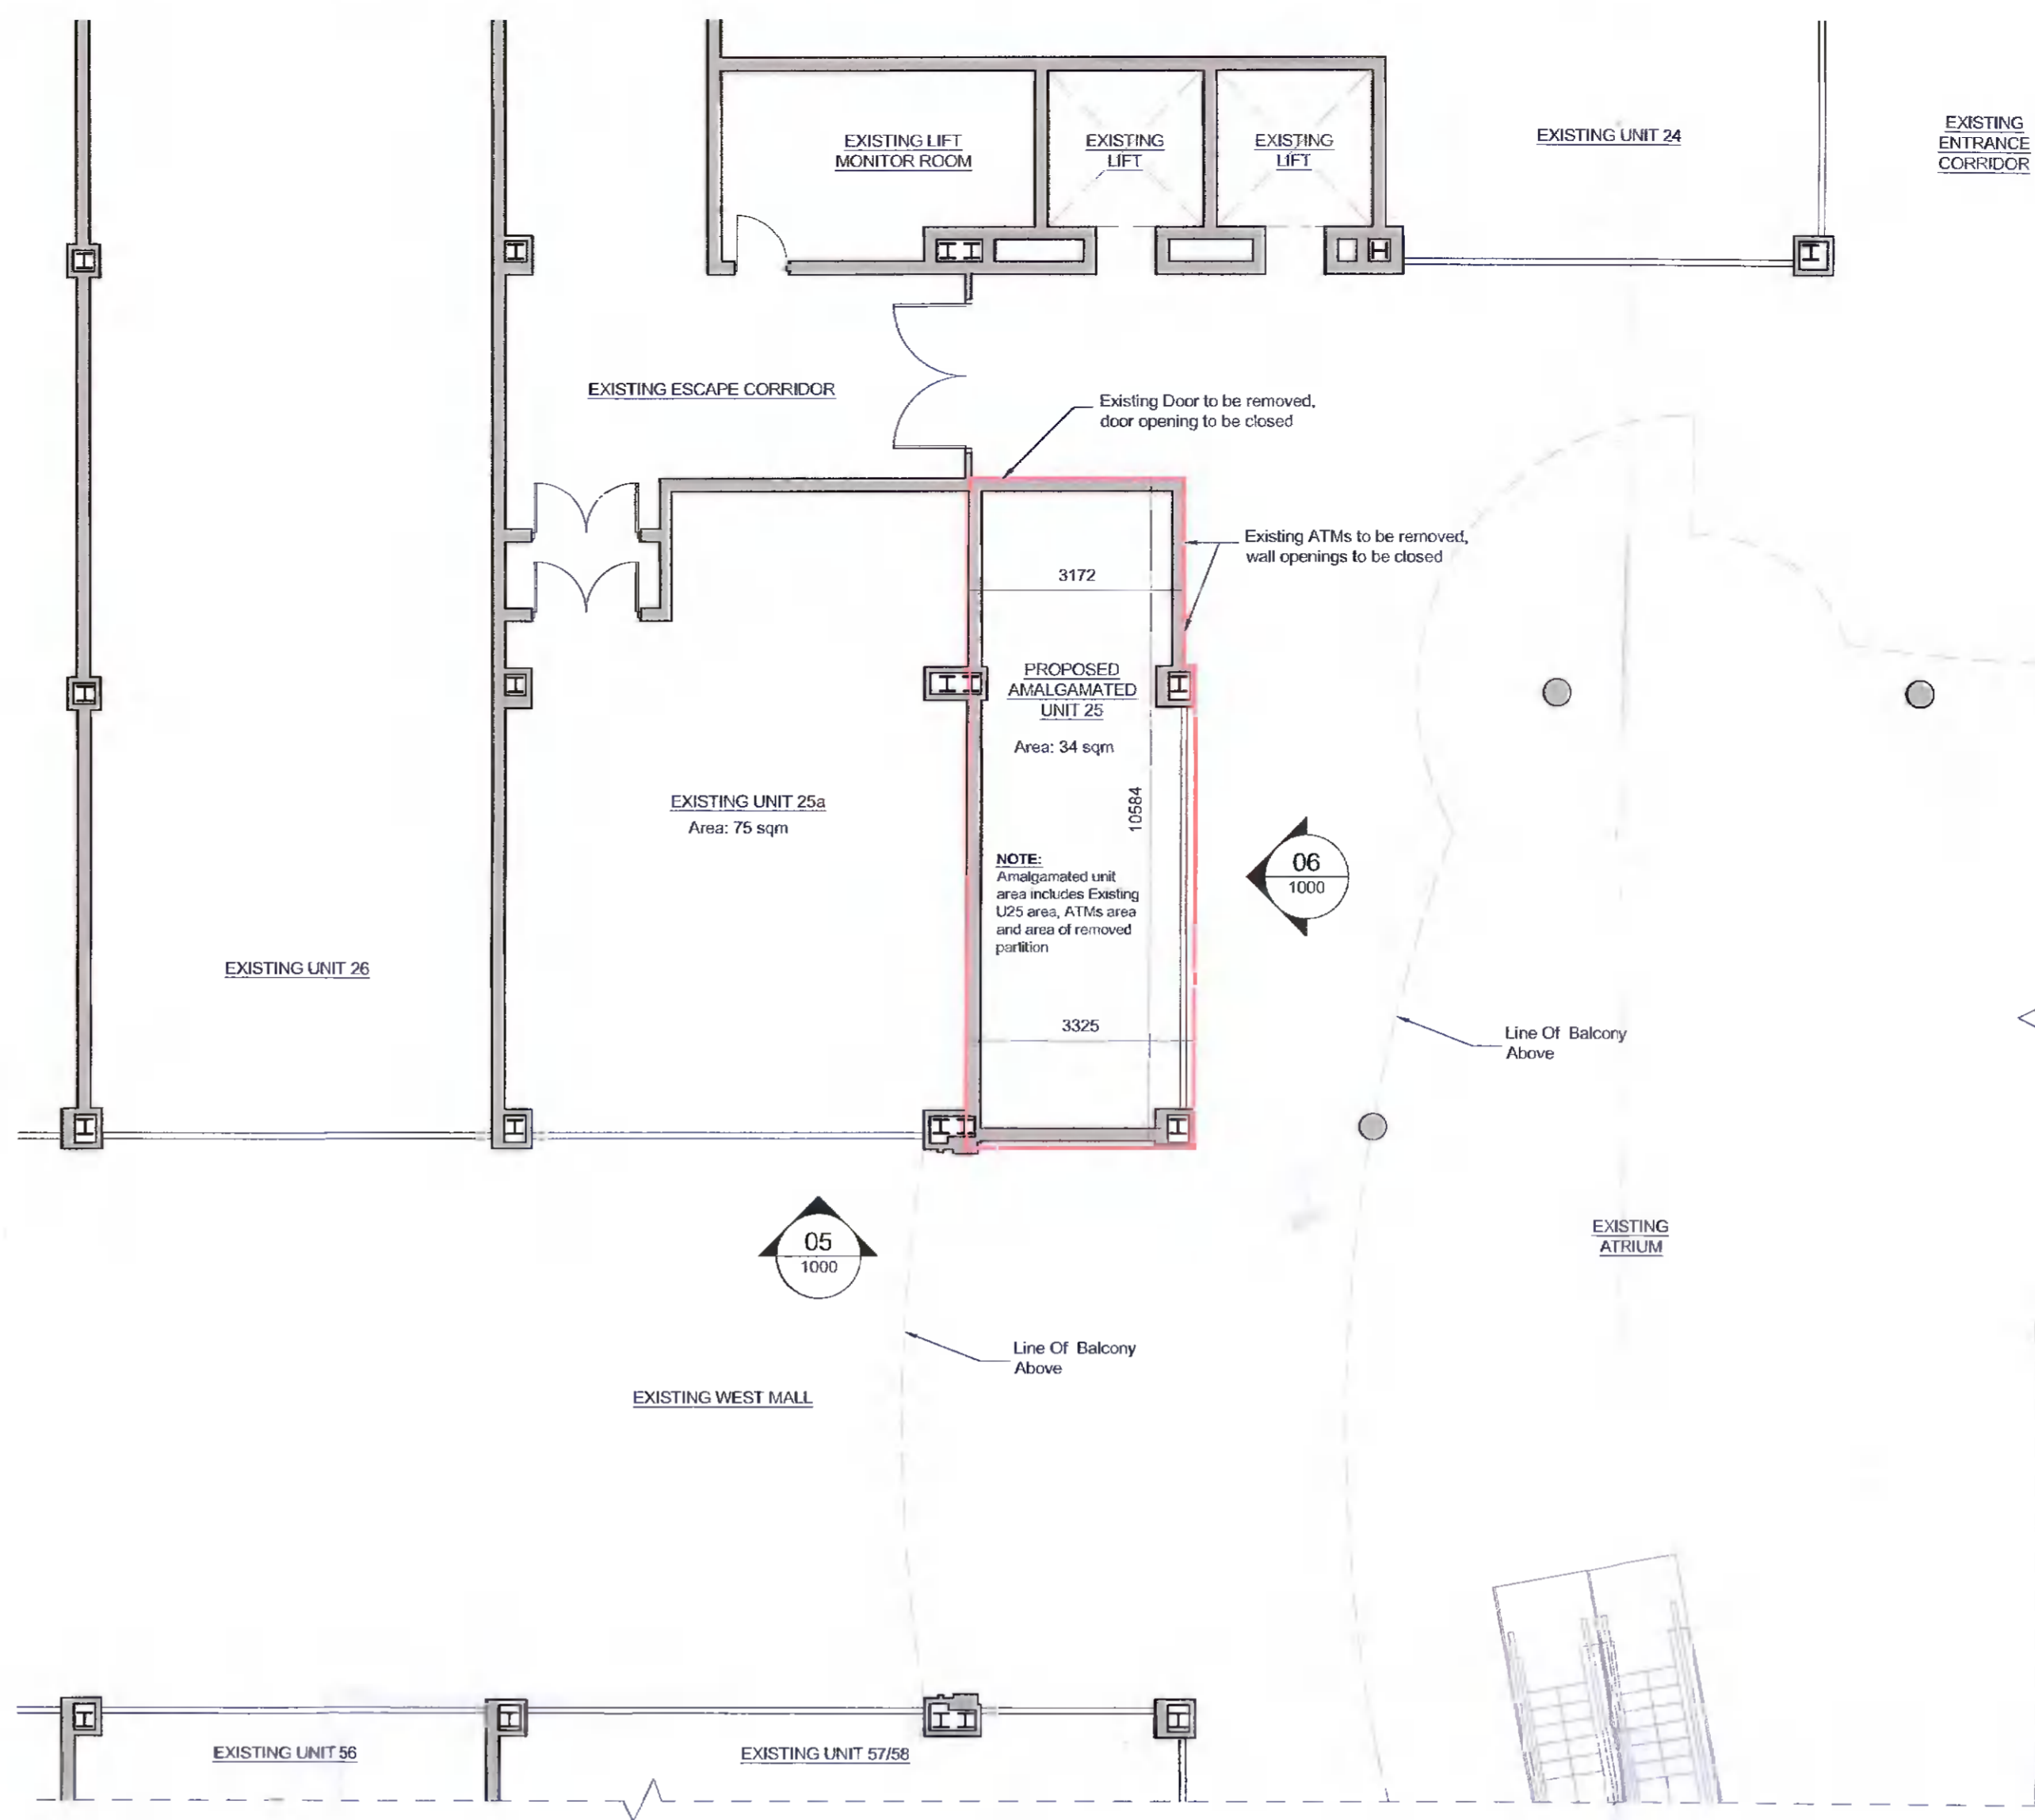 EXISTING LIFT
MONITOR ROOM
EXISTING
LIFT
EXISTING
LIFT
EXISTING UNIT 24
EXISTING
ENTRANCE
CORRIDOR
EXISTING ESCAPE CORRIDOR
Existing Door to be removed,
door opening to be closed
Existing ATMs to be removed,
wall openings to be closed
3172
PROPOSED
AMALGAMATED
UNIT 25
Area: 34 sqm
10584
EXISTING UNIT 25a
Area: 75 sqm
NOTE:
Amalgamated unit
area includes Existing
U25 area, ATMs area
and area of removed
partition
06
1000
EXISTING UNIT 26
3325
Line Of Balcony
Above
05
1000
EXISTING
ATRIUM
Line Of Balcony
Above
EXISTING WEST MALL
EXISTING UNIT 56
EXISTING UNIT 57/58